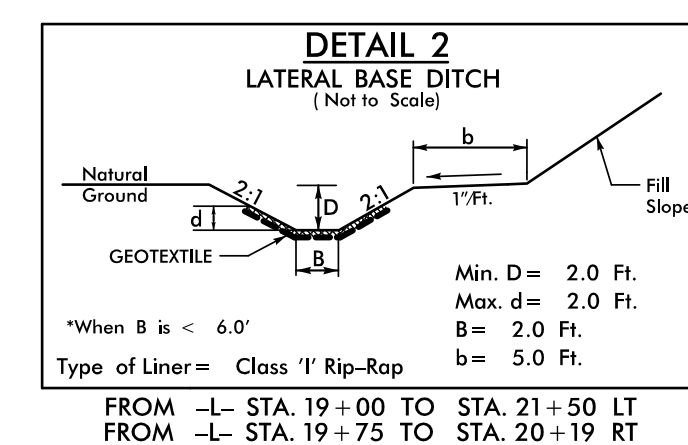 DETAIL 2
LATERAL BASE DITCH
( Not to Scale)
b
Natural
Ground
2:1
D
2:1
1"/Ft.
Fill
Slope
d
GEOTEXTILE
B
Min. D = 2.0 Ft.
Max. d = 2.0 Ft.
*When B is < 6.0'
B = 2.0 Ft.
Type of Liner = Class 'I' Rip-Rap
b = 5.0 Ft.
FROM -L- STA. 19+00 TO STA. 21+50 LT
FROM -L- STA. 19+75 TO STA. 20+19 RT